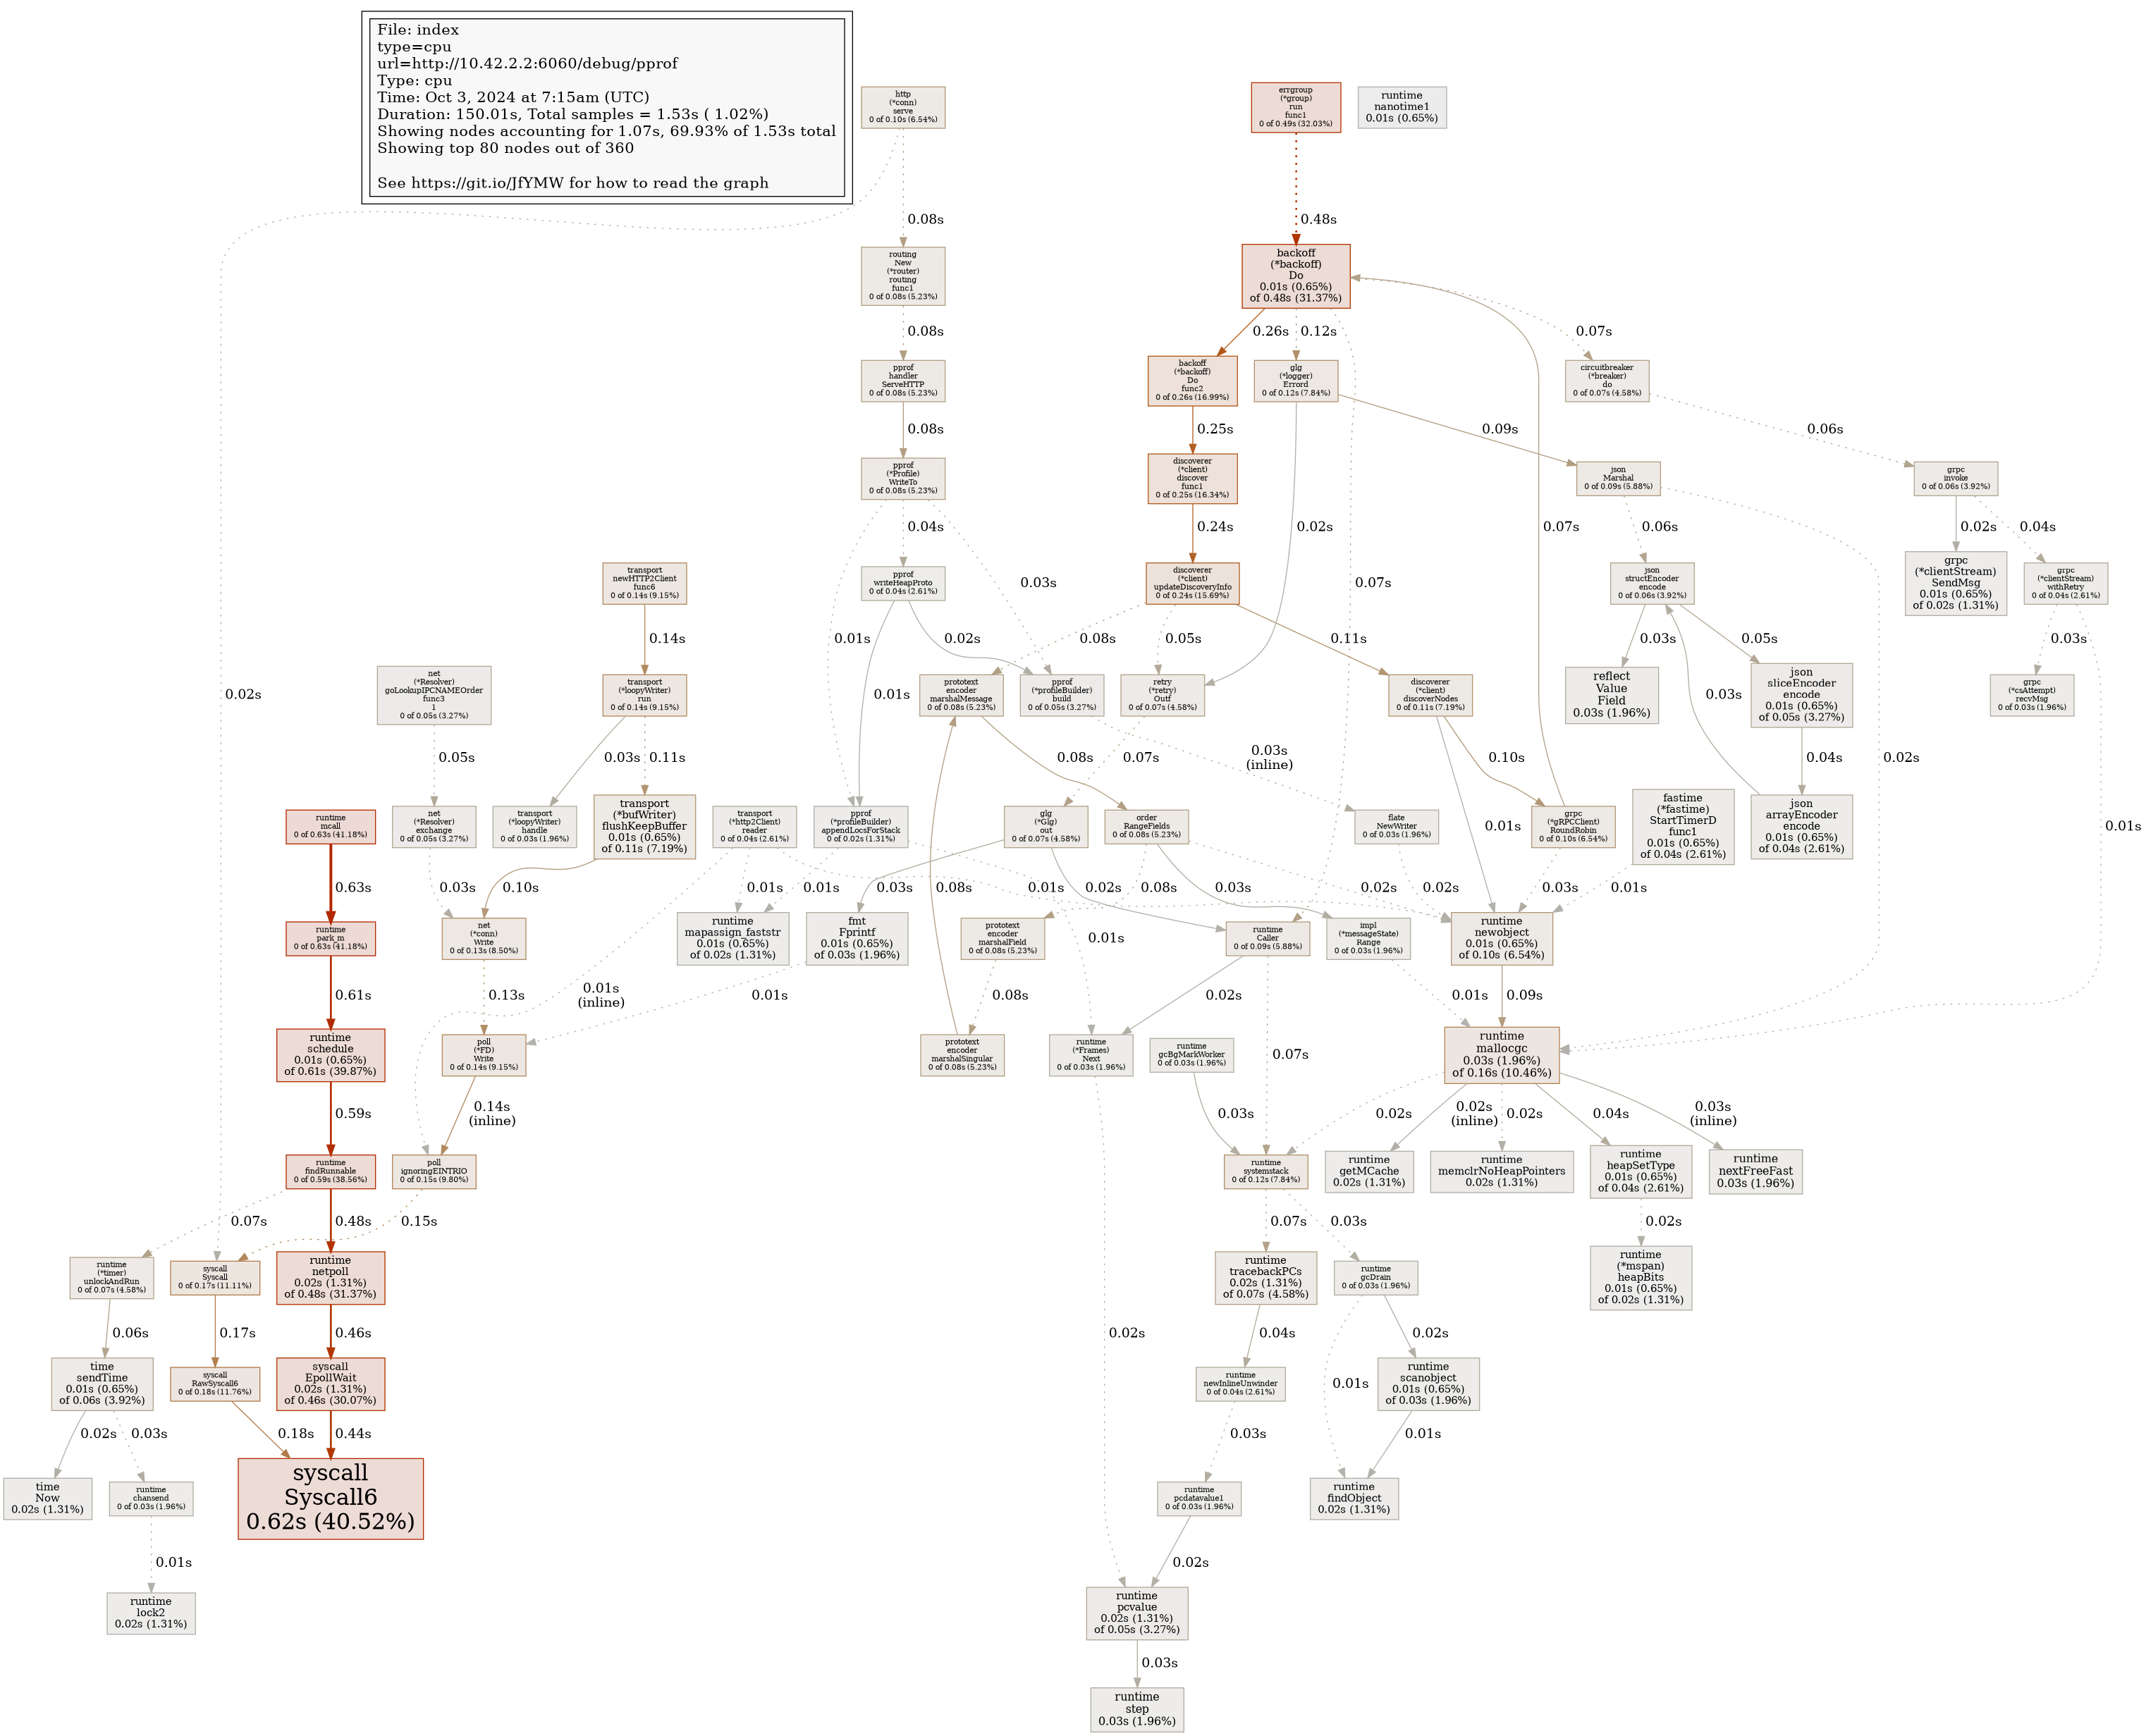 File: index
type=cpu
url=http://10.42.2.2:6060/debug/pprof
Type: cpu
Time: Oct 3, 2024 at 7:15am (UTC)
Duration: 150.01s, Total samples = 1.53s ( 1.02%)
Showing nodes accounting for 1.07s, 69.93% of 1.53s total
Showing top 80 nodes out of 360
See https://git.io/JfYMW for how to read the graph
http
(*conn)
serve
0 of 0.10s (6.54%)
errgroup
(*group)
run
func1
0 of 0.49s (32.03%)
runtime
nanotime1
0.01s (0.65%)
0.08s
0.48s
0.02s
routing
New
(*router)
routing
func1
0 of 0.08s (5.23%)
backoff
(*backoff)
Do
0.01s (0.65%)
of 0.48s (31.37%)
0.08s
0.26s
0.12s
0.07s
0.07s
0.07s
pprof
handler
ServeHTTP
0 of 0.08s (5.23%)
backoff
(*backoff)
Do
func2
0 of 0.26s (16.99%)
glg
(*logger)
Errord
0 of 0.12s (7.84%)
circuitbreaker
(*breaker)
do
0 of 0.07s (4.58%)
0.08s
0.25s
0.02s
0.09s
0.06s
pprof
(*Profile)
WriteTo
0 of 0.08s (5.23%)
discoverer
(*client)
discover
func1
0 of 0.25s (16.34%)
json
Marshal
0 of 0.09s (5.88%)
grpc
invoke
0 of 0.06s (3.92%)
0.01s
0.04s
0.03s
0.24s
0.06s
0.02s
0.02s
0.04s
transport
newHTTP2Client
func6
0 of 0.14s (9.15%)
pprof
writeHeapProto
0 of 0.04s (2.61%)
discoverer
(*client)
updateDiscoveryInfo
0 of 0.24s (15.69%)
json
structEncoder
encode
0 of 0.06s (3.92%)
grpc
(*clientStream)
SendMsg
0.01s (0.65%)
of 0.02s (1.31%)
grpc
(*clientStream)
withRetry
0 of 0.04s (2.61%)
0.14s
0.01s
0.02s
0.08s
0.05s
0.11s
0.03s
0.05s
0.03s
0.01s
net
(*Resolver)
goLookupIPCNAMEOrder
func3
1
0 of 0.05s (3.27%)
transport
(*loopyWriter)
run
0 of 0.14s (9.15%)
prototext
encoder
marshalMessage
0 of 0.08s (5.23%)
pprof
(*profileBuilder)
build
0 of 0.05s (3.27%)
retry
(*retry)
Outf
0 of 0.07s (4.58%)
discoverer
(*client)
discoverNodes
0 of 0.11s (7.19%)
reflect
Value
Field
0.03s (1.96%)
json
sliceEncoder
encode
0.01s (0.65%)
of 0.05s (3.27%)
grpc
(*csAttempt)
recvMsg
0 of 0.03s (1.96%)
0.05s
0.03s
0.11s
0.08s
0.03s
(inline)
0.07s
0.01s
0.10s
0.03s
0.04s
runtime
mcall
0 of 0.63s (41.18%)
net
(*Resolver)
exchange
0 of 0.05s (3.27%)
transport
(*loopyWriter)
handle
0 of 0.03s (1.96%)
transport
(*bufWriter)
flushKeepBuffer
0.01s (0.65%)
of 0.11s (7.19%)
transport
(*http2Client)
reader
0 of 0.04s (2.61%)
pprof
(*profileBuilder)
appendLocsForStack
0 of 0.02s (1.31%)
glg
(*Glg)
out
0 of 0.07s (4.58%)
order
RangeFields
0 of 0.08s (5.23%)
flate
NewWriter
0 of 0.03s (1.96%)
grpc
(*gRPCClient)
RoundRobin
0 of 0.10s (6.54%)
fastime
(*fastime)
StartTimerD
func1
0.01s (0.65%)
of 0.04s (2.61%)
json
arrayEncoder
encode
0.01s (0.65%)
of 0.04s (2.61%)
0.63s
0.03s
0.10s
0.01s
(inline)
0.01s
0.01s
0.01s
0.01s
0.03s
0.02s
0.08s
0.08s
0.03s
0.02s
0.02s
0.03s
0.01s
runtime
park_m
0 of 0.63s (41.18%)
net
(*conn)
Write
0 of 0.13s (8.50%)
runtime
mapassign_faststr
0.01s (0.65%)
of 0.02s (1.31%)
fmt
Fprintf
0.01s (0.65%)
of 0.03s (1.96%)
prototext
encoder
marshalField
0 of 0.08s (5.23%)
runtime
Caller
0 of 0.09s (5.88%)
impl
(*messageState)
Range
0 of 0.03s (1.96%)
runtime
newobject
0.01s (0.65%)
of 0.10s (6.54%)
0.61s
0.13s
0.01s
0.08s
0.02s
0.07s
0.01s
0.09s
runtime
schedule
0.01s (0.65%)
of 0.61s (39.87%)
poll
(*FD)
Write
0 of 0.14s (9.15%)
prototext
encoder
marshalSingular
0 of 0.08s (5.23%)
runtime
(*Frames)
Next
0 of 0.03s (1.96%)
runtime
gcBgMarkWorker
0 of 0.03s (1.96%)
runtime
mallocgc
0.03s (1.96%)
of 0.16s (10.46%)
0.59s
0.14s
(inline)
0.02s
0.03s
0.02s
0.02s
(inline)
0.02s
0.04s
0.03s
(inline)
runtime
findRunnable
0 of 0.59s (38.56%)
poll
ignoringEINTRIO
0 of 0.15s (9.80%)
runtime
systemstack
0 of 0.12s (7.84%)
runtime
getMCache
0.02s (1.31%)
runtime
memclrNoHeapPointers
0.02s (1.31%)
runtime
heapSetType
0.01s (0.65%)
of 0.04s (2.61%)
runtime
nextFreeFast
0.03s (1.96%)
0.07s
0.48s
0.15s
0.07s
0.03s
0.02s
runtime
(*timer)
unlockAndRun
0 of 0.07s (4.58%)
syscall
Syscall
0 of 0.17s (11.11%)
runtime
netpoll
0.02s (1.31%)
of 0.48s (31.37%)
runtime
tracebackPCs
0.02s (1.31%)
of 0.07s (4.58%)
runtime
gcDrain
0 of 0.03s (1.96%)
runtime
(*mspan)
heapBits
0.01s (0.65%)
of 0.02s (1.31%)
0.06s
0.17s
0.46s
0.04s
0.01s
0.02s
time
sendTime
0.01s (0.65%)
of 0.06s (3.92%)
syscall
RawSyscall6
0 of 0.18s (11.76%)
syscall
EpollWait
0.02s (1.31%)
of 0.46s (30.07%)
runtime
newInlineUnwinder
0 of 0.04s (2.61%)
runtime
scanobject
0.01s (0.65%)
of 0.03s (1.96%)
0.02s
0.03s
0.18s
0.44s
0.03s
0.01s
time
Now
0.02s (1.31%)
runtime
chansend
0 of 0.03s (1.96%)
syscall
Syscall6
0.62s (40.52%)
runtime
pcdatavalue1
0 of 0.03s (1.96%)
runtime
findObject
0.02s (1.31%)
0.01s
0.02s
runtime
lock2
0.02s (1.31%)
runtime
pcvalue
0.02s (1.31%)
of 0.05s (3.27%)
0.03s
runtime
step
0.03s (1.96%)